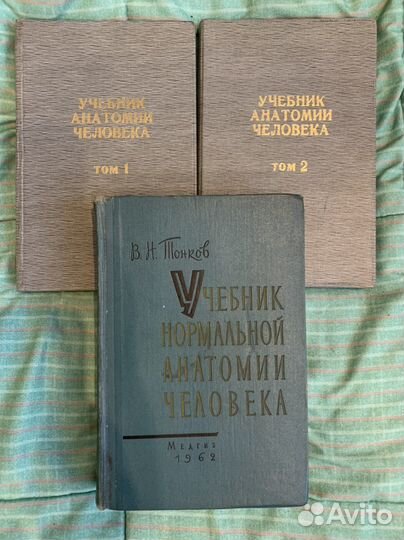 УЧЕБНИК
АНАТОМИИ
ЧЕЛОВЕКА
ТОМ 1
УЧЕБНИК
АНАТОМИИ
ЧЕЛОВЕКА
ТОМ 2
В. Н. Тонков
УЧЕБНИК
НОРМАЛЬНОЙ
АНАТОМИИ
ЧЕЛОВЕКА
Медгиз
1962
Avito